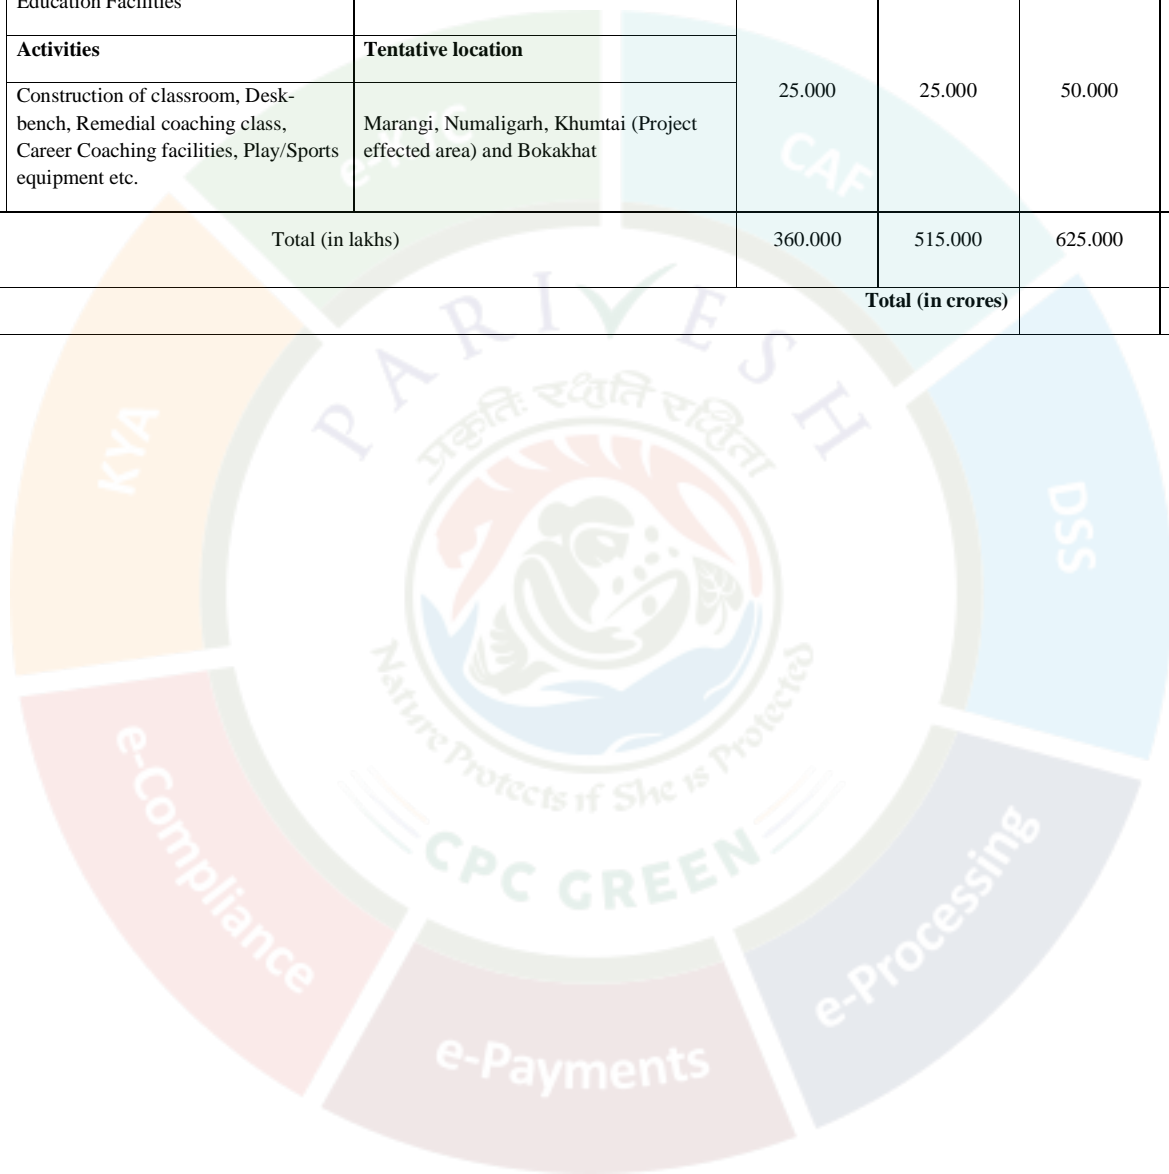 Education Facilities
Activities Tentative location
Construction of classroom, Desk-
bench, Remedial coaching class,
Career Coaching facilities, Play/Sports
equipment etc.
Marangi, Numaligarh, Khumtai (Project
effected area) and Bokakhat
25.000 25.000 50.000
Total (in lakhs) 360.000 515.000 625.000
Total (in crores)
e-KYC
CAF
PARIVESH
प्रकृतिः रक्षति रक्षिता
KYA
DSS
Nature Protects if She is Protected
CPC GREEN
e-Compliance
e-Processing
e-Payments